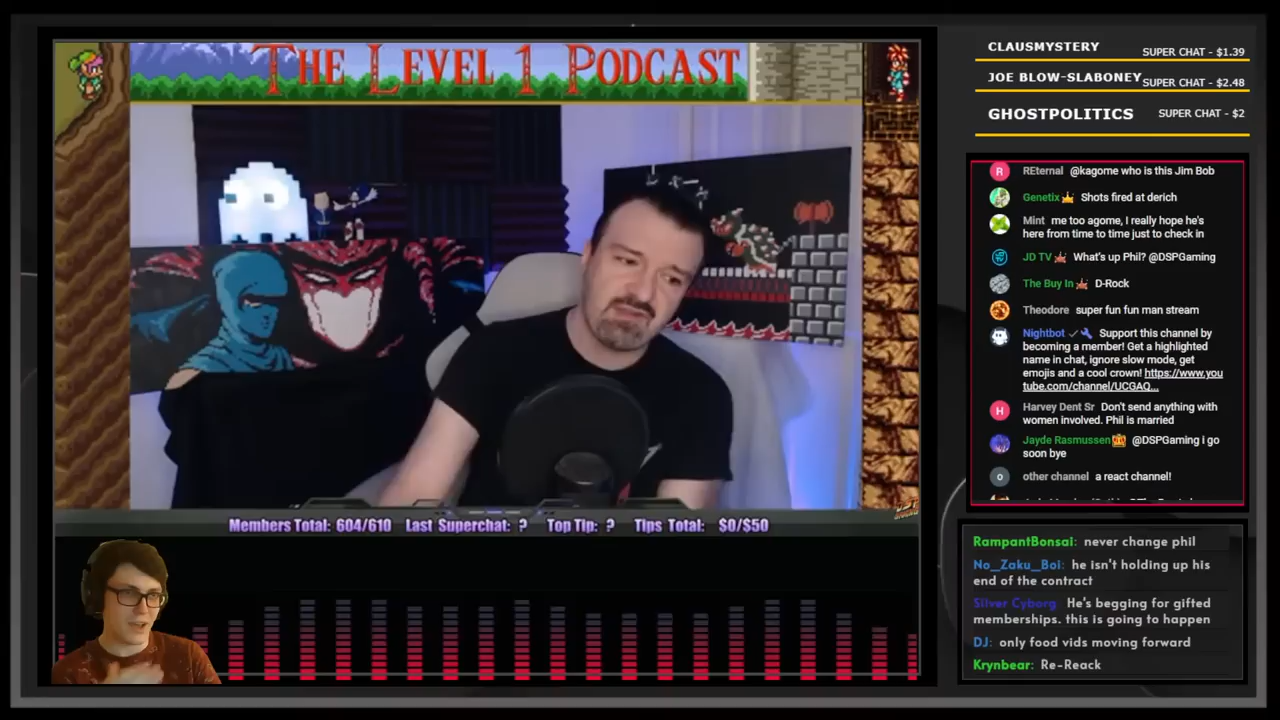 THE LEVEL 1 PODCAST
Members Total: 604/610 Last Superchat: ? Top Tip: ? Tips Total: $0/$50
CLAUSMYSTERY SUPER CHAT - $1.39
JOE BLOW-SLABONEY SUPER CHAT - $2.48
GHOSTPOLITICS SUPER CHAT - $2
R REternal @kagome who is this Jim Bob
Genetix Shots fired at derich
Mint me too agome, I really hope he's
here from time to time just to check in
JD TV What's up Phil? @DSPGaming
The Buy In D-Rock
Theodore super fun fun man stream
Nightbot Support this channel by
becoming a member! Get a highlighted
name in chat, ignore slow mode, get
emojis and a cool crown! https://www.you
tube.com/channel/UCGAQ...
H Harvey Dent Sr Don't send anything with
women involved. Phil is married
Jayde Rasmussen @DSPGaming i go
soon bye
o other channel a react channel!
RampantBonsai: never change phil
No_Zaku_Boi: he isn't holding up his
end of the contract
Silver Cyborg: He's begging for gifted
memberships. this is going to happen
DJ: only food vids moving forward
Krynbear: Re-Reack